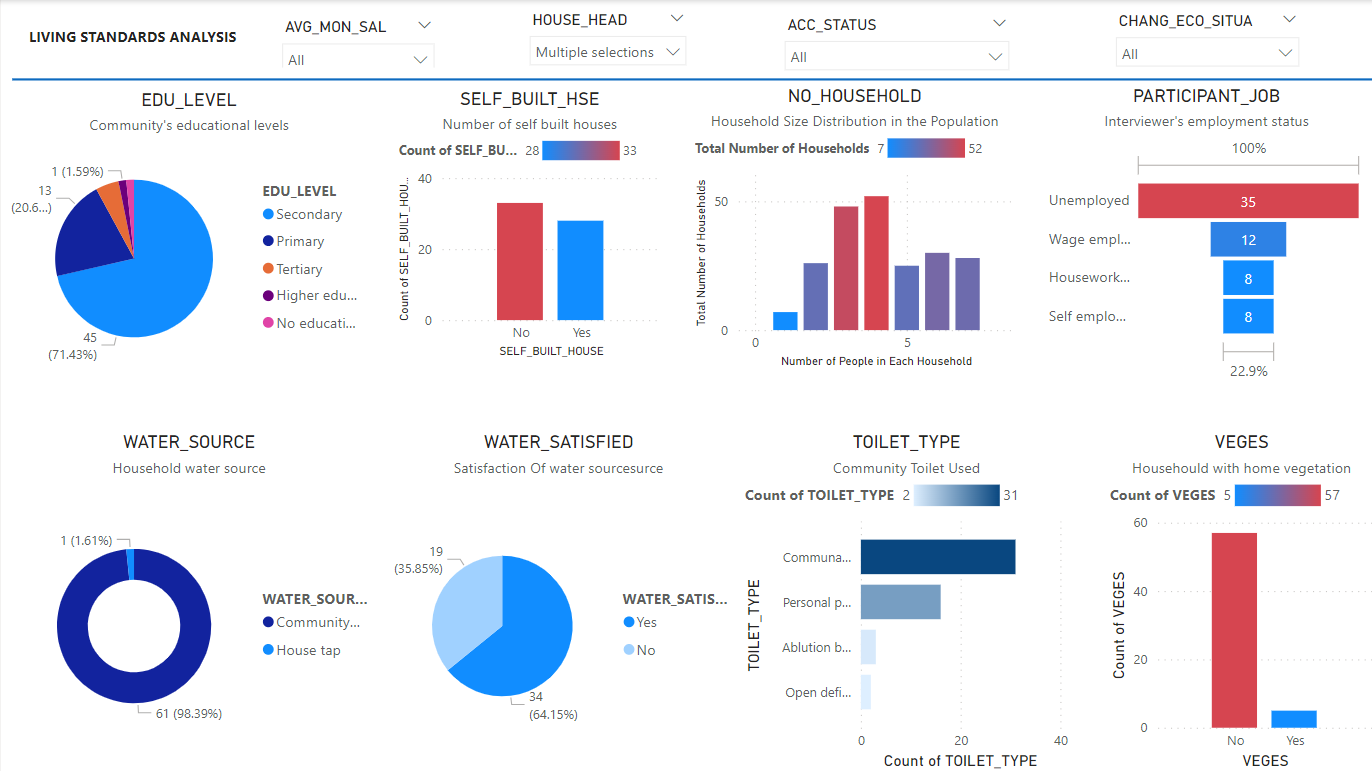 LIVING STANDARDS ANALYSIS
AVG_MON_SAL
All
HOUSE_HEAD
Multiple selections
ACC_STATUS
All
CHANG_ECO_SITUA
All
EDU_LEVEL
Community's educational levels
1 (1.59%)
13
(20.6...)
45
(71.43%)
EDU_LEVEL
Secondary
Primary
Tertiary
Higher edu...
No educati...
SELF_BUILT_HSE
Number of self built houses
Count of SELF_BU... 28 33
Count of SELF_BUILT_HOU...
40
20
0
No Yes
SELF_BUILT_HOUSE
NO_HOUSEHOLD
Household Size Distribution in the Population
Total Number of Households 7 52
Total Number of Households
50
0
0 5
Number of People in Each Household
PARTICIPANT_JOB
Interviewer's employment status
100%
Unemployed 35
Wage empl... 12
Housework... 8
Self emplo... 8
22.9%
WATER_SOURCE
Household water source
1 (1.61%)
61 (98.39%)
WATER_SOUR...
Community...
House tap
WATER_SATISFIED
Satisfaction Of water sourcesurce
19
(35.85%)
34
(64.15%)
WATER_SATIS...
Yes
No
TOILET_TYPE
Community Toilet Used
Count of TOILET_TYPE 2 31
TOILET_TYPE
Communa...
Personal p...
Ablution b...
Open defi...
0 20 40
Count of TOILET_TYPE
VEGES
Househould with home vegetation
Count of VEGES 5 57
Count of VEGES
60
40
20
0
No Yes
VEGES